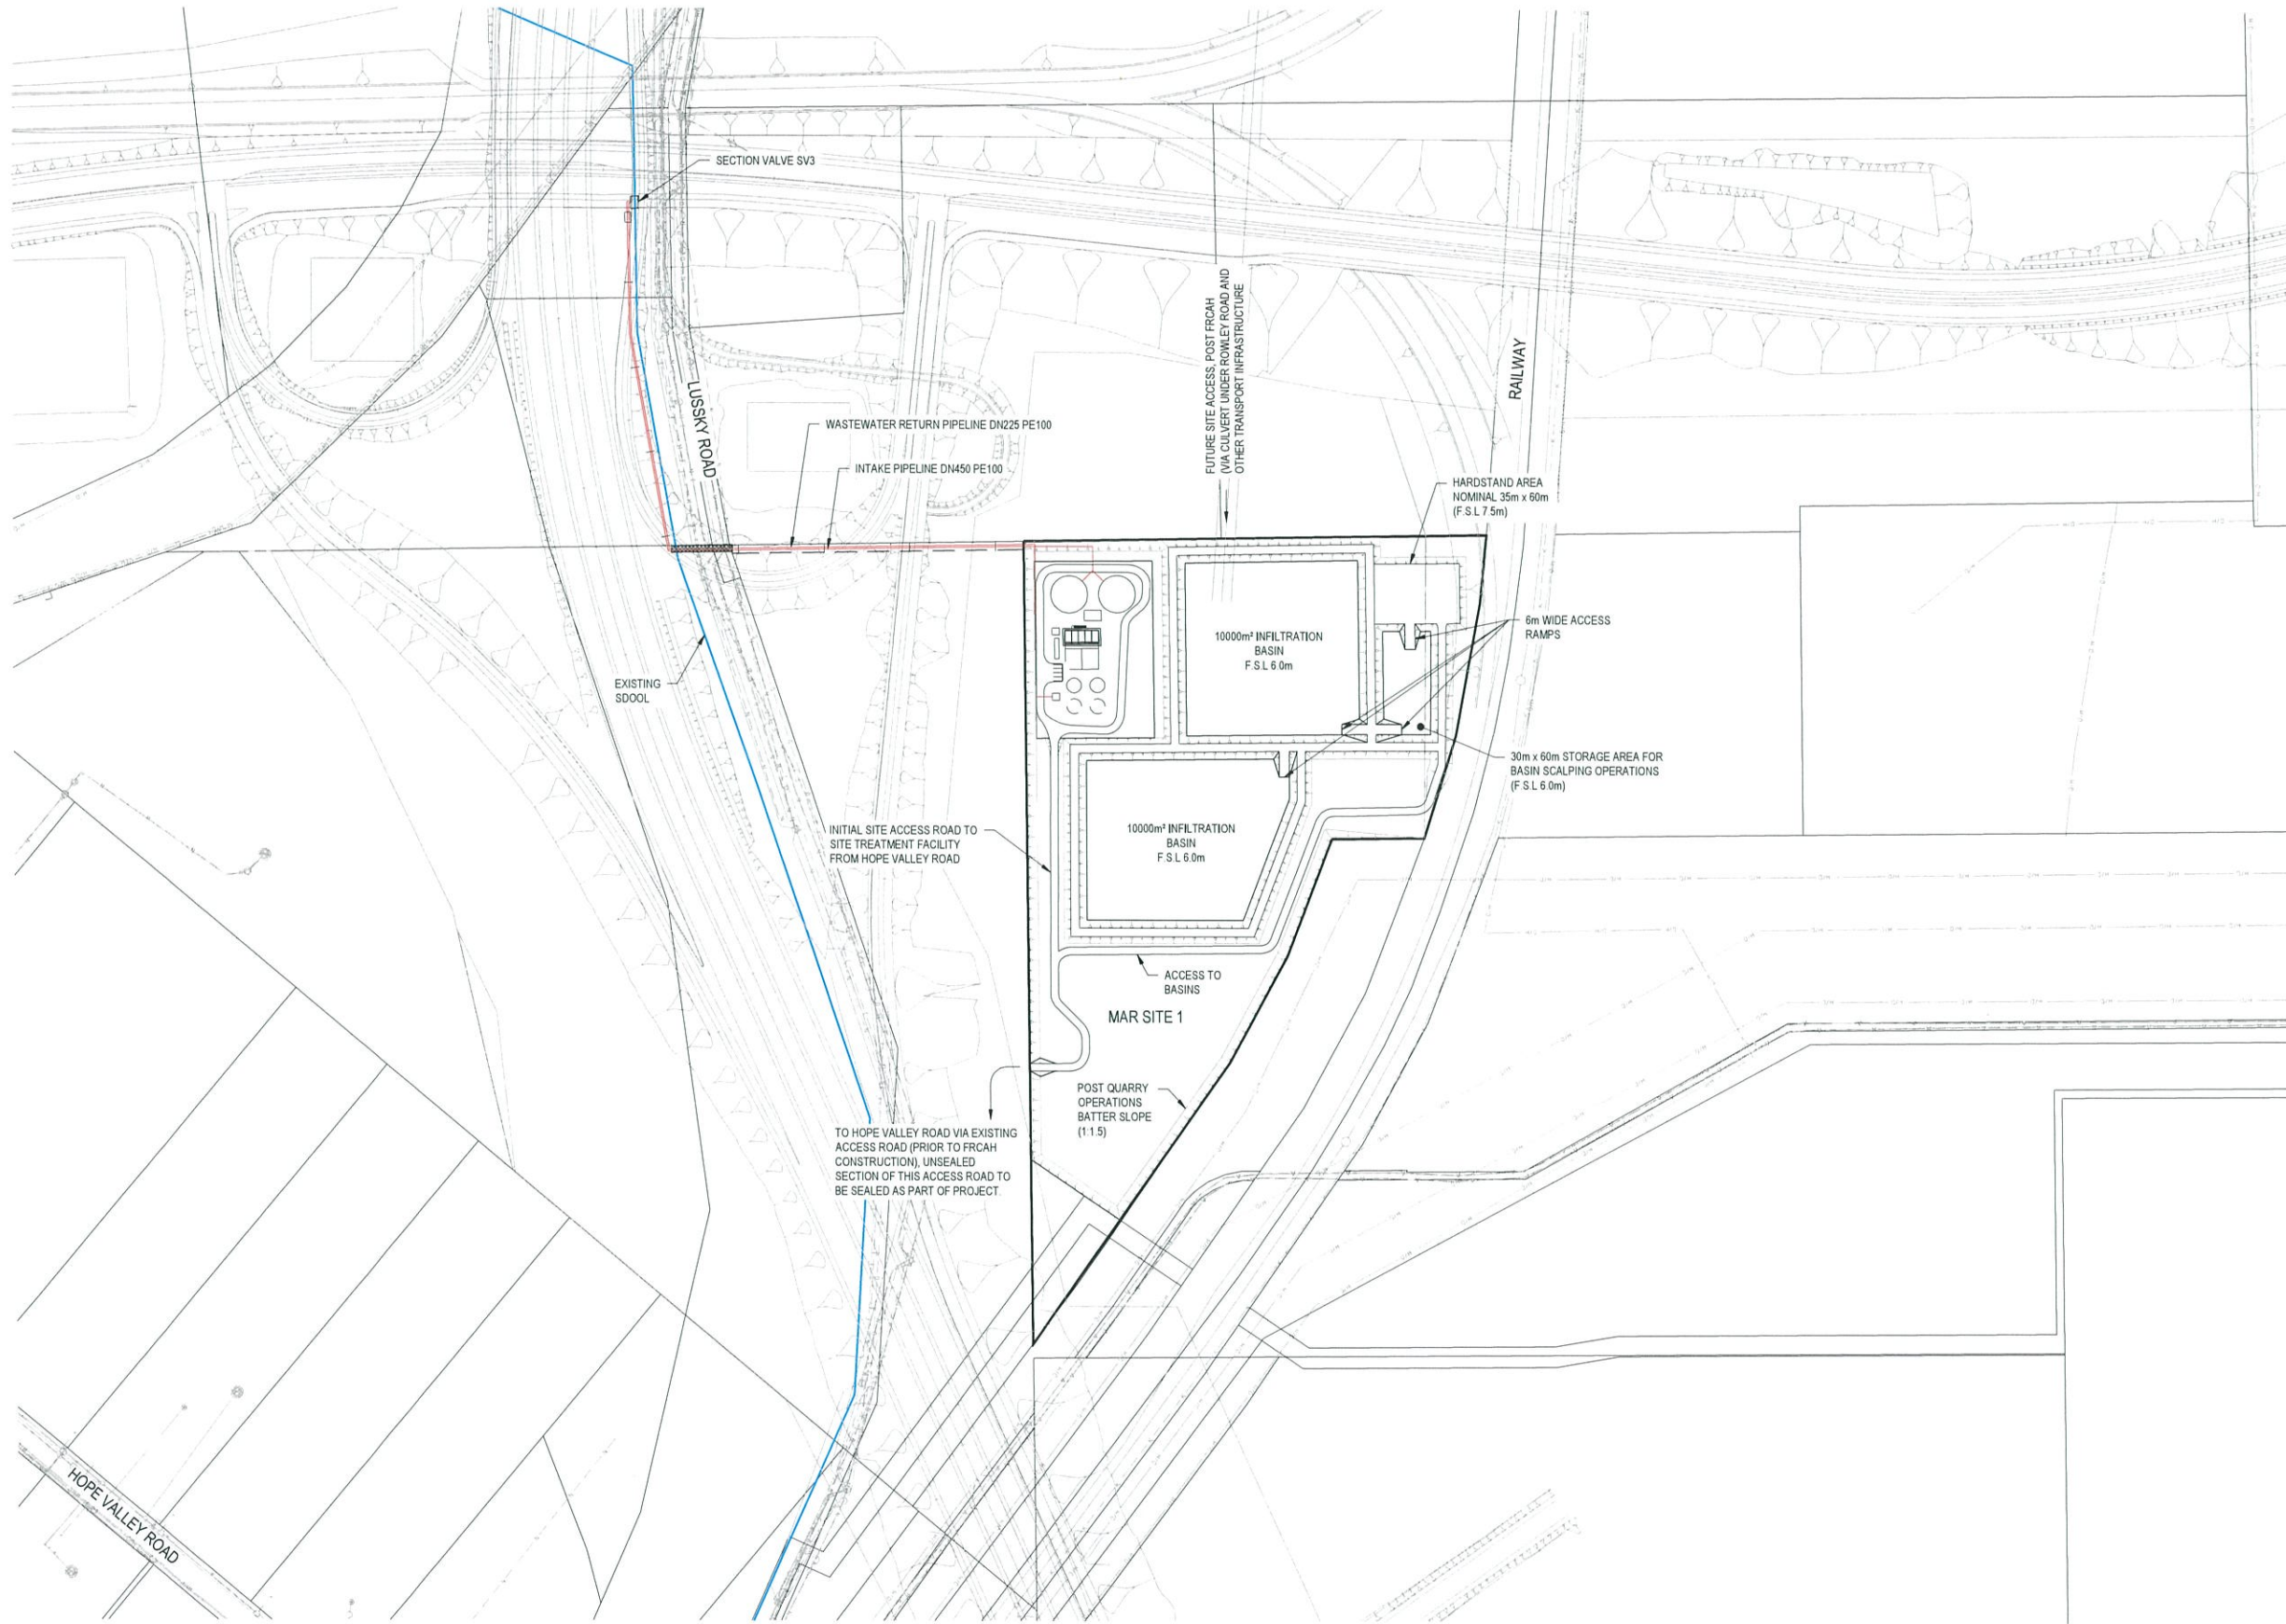 SECTION VALVE SV3
FUTURE SITE ACCESS, POST FRCAH
(VIA CULVERT UNDER ROWLEY ROAD AND
OTHER TRANSPORT INFRASTRUCTURE
RAILWAY
LUSSKY ROAD
WASTEWATER RETURN PIPELINE DN225 PE100
INTAKE PIPELINE DN450 PE100
HARDSTAND AREA
NOMINAL 35m x 60m
(F.S.L 7.5m)
6m WIDE ACCESS
RAMPS
10000m² INFILTRATION
BASIN
F.S.L 6.0m
EXISTING
SDOOL
30m x 60m STORAGE AREA FOR
BASIN SCALPING OPERATIONS
(F.S.L 6.0m)
INITIAL SITE ACCESS ROAD TO
SITE TREATMENT FACILITY
FROM HOPE VALLEY ROAD
10000m² INFILTRATION
BASIN
F.S.L 6.0m
ACCESS TO
BASINS
MAR SITE 1
POST QUARRY
OPERATIONS
BATTER SLOPE
(1:1.5)
TO HOPE VALLEY ROAD VIA EXISTING
ACCESS ROAD (PRIOR TO FRCAH
CONSTRUCTION), UNSEALED
SECTION OF THIS ACCESS ROAD TO
BE SEALED AS PART OF PROJECT.
HOPE VALLEY ROAD